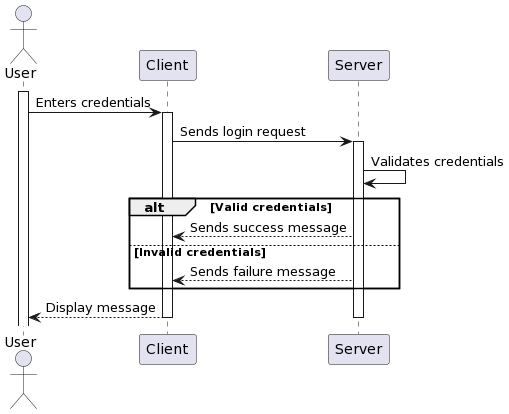 User
Client
Server
Enters credentials
Sends login request
Validates credentials
alt [Valid credentials]
Sends success message
[Invalid credentials]
Sends failure message
Display message
User
Client
Server